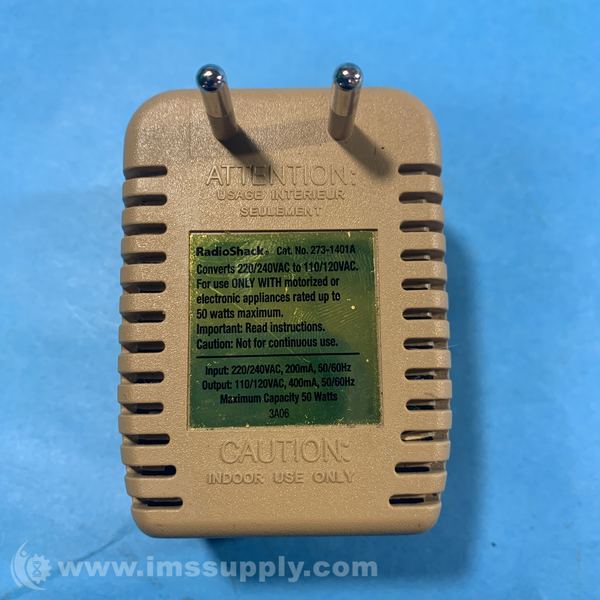 ATTENTION:
USAGE INTERIEUR
SEULEMENT
RadioShack® Cat. No. 273-1401A
Converts 220/240VAC to 110/120VAC.
For use ONLY WITH motorized or
electronic appliances rated up to
50 watts maximum.
Important: Read instructions.
Caution: Not for continuous use.
Input: 220/240VAC, 200mA, 50/60Hz
Output: 110/120VAC, 400mA, 50/60Hz
Maximum Capacity 50 Watts
3A06
CAUTION:
INDOOR USE ONLY
www.imssupply.com